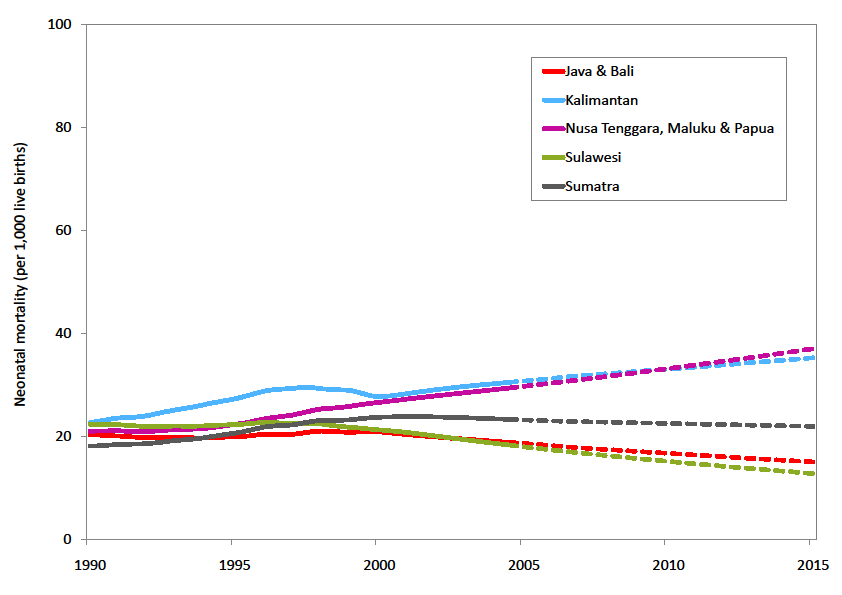 100
80
60
40
20
0
Neonatal mortality (per 1,000 live births)
Java & Bali
Kalimantan
Nusa Tenggara, Maluku & Papua
Sulawesi
Sumatra
1990 1995 2000 2005 2010 2015